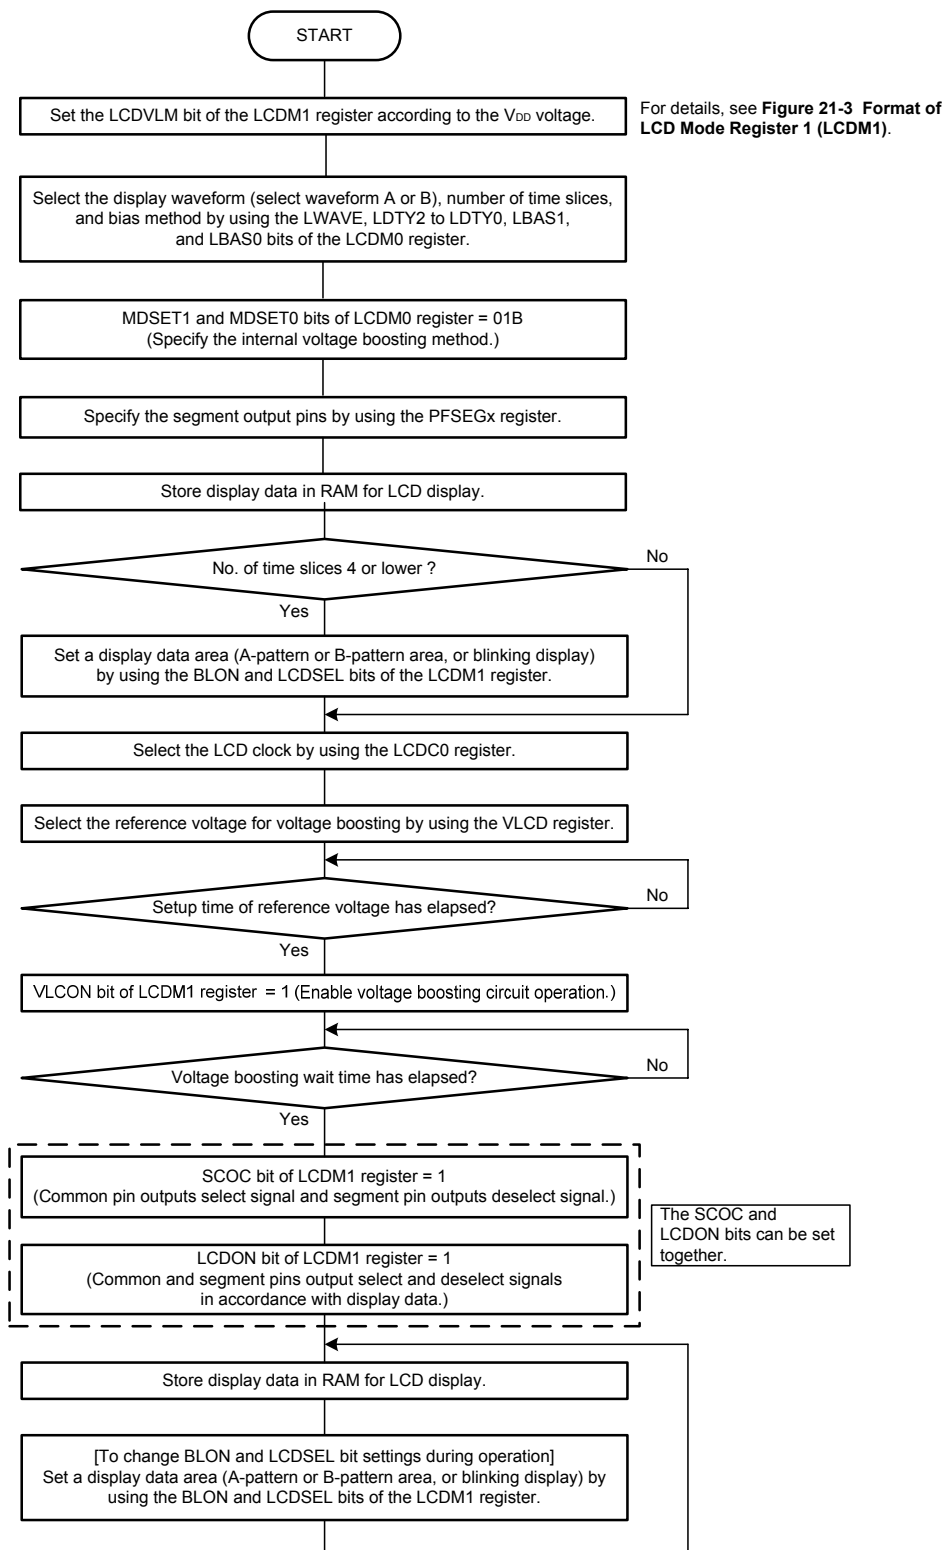 START
Set the LCDVLM bit of the LCDM1 register according to the VDD voltage.
For details, see Figure 21-3 Format of
LCD Mode Register 1 (LCDM1).
Select the display waveform (select waveform A or B), number of time slices,
and bias method by using the LWAVE, LDTY2 to LDTY0, LBAS1,
and LBAS0 bits of the LCDM0 register.
MDSET1 and MDSET0 bits of LCDM0 register = 01B
(Specify the internal voltage boosting method.)
Specify the segment output pins by using the PFSEGx register.
Store display data in RAM for LCD display.
No. of time slices 4 or lower ?
No
Yes
Set a display data area (A-pattern or B-pattern area, or blinking display)
by using the BLON and LCDSEL bits of the LCDM1 register.
Select the LCD clock by using the LCDC0 register.
Select the reference voltage for voltage boosting by using the VLCD register.
Setup time of reference voltage has elapsed?
No
Yes
VLCON bit of LCDM1 register = 1 (Enable voltage boosting circuit operation.)
Voltage boosting wait time has elapsed?
No
Yes
SCOC bit of LCDM1 register = 1
(Common pin outputs select signal and segment pin outputs deselect signal.)
The SCOC and
LCDON bits can be set
together.
LCDON bit of LCDM1 register = 1
(Common and segment pins output select and deselect signals
in accordance with display data.)
Store display data in RAM for LCD display.
[To change BLON and LCDSEL bit settings during operation]
Set a display data area (A-pattern or B-pattern area, or blinking display) by
using the BLON and LCDSEL bits of the LCDM1 register.